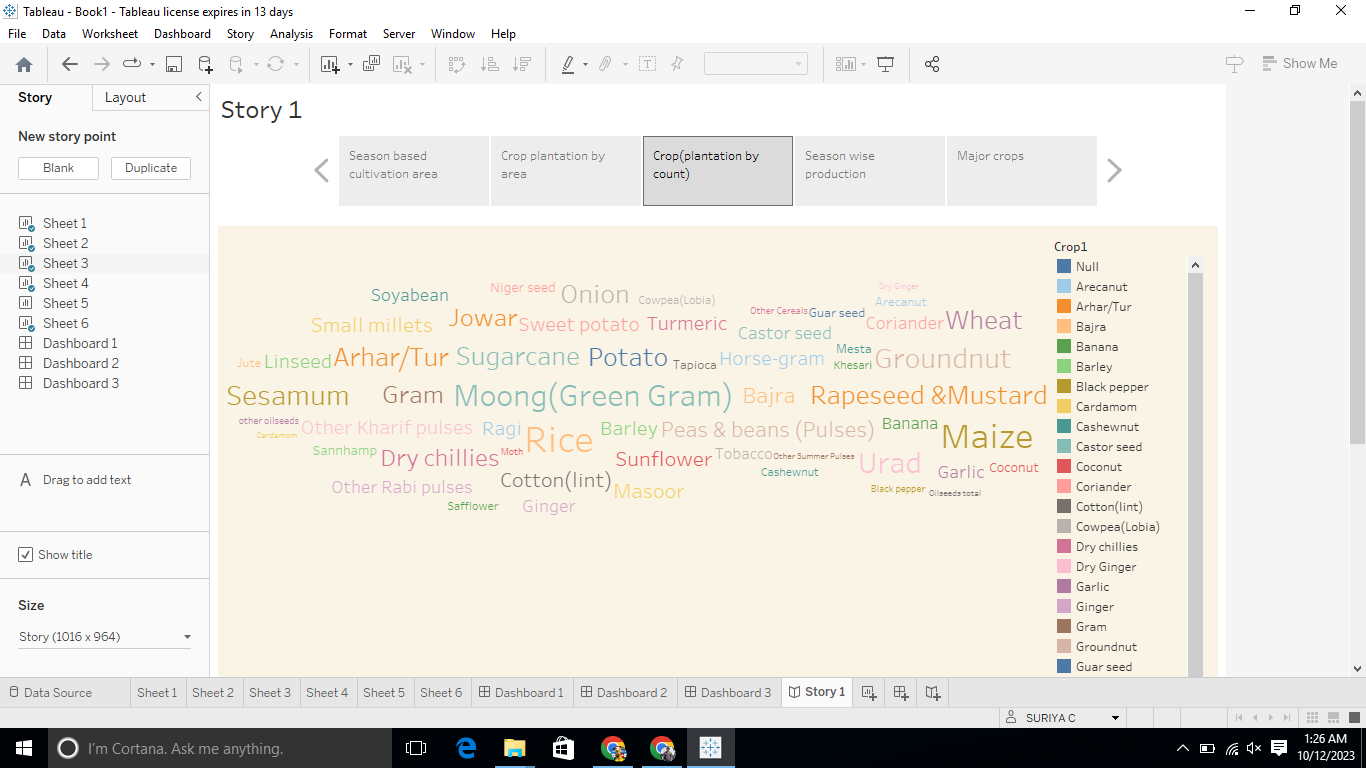 Tableau - Book1 - Tableau license expires in 13 days
File Data Worksheet Dashboard Story Analysis Format Server Window Help
Show Me
Story Layout
New story point
Blank Duplicate
Sheet 1
Sheet 2
Sheet 3
Sheet 4
Sheet 5
Sheet 6
Dashboard 1
Dashboard 2
Dashboard 3
A Drag to add text
Show title
Size
Story (1016 x 964)
Story 1
Season based
cultivation area
Crop plantation by
area
Crop(plantation by
count)
Season wise
production
Major crops
Soyabean Niger seed Onion Cowpea(Lobia) Dry Ginger
Arecanut
Small millets Jowar Sweet potato Turmeric Other Cereals Guar seed Coriander Wheat
Castor seed
Jute Linseed Arhar/Tur Sugarcane Potato Tapioca Horse-gram Mesta Groundnut
Khesari
Sesamum Gram Moong(Green Gram) Bajra Rapeseed &Mustard
other oilseeds
Cardamom
Other Kharif pulses Ragi Rice Barley Peas & beans (Pulses) Banana Maize
Sannhamp Dry chillies Moth Sunflower Tobacco Other Summer Pulses Urad Garlic Coconut
Cashewnut
Other Rabi pulses Cotton(lint) Masoor Black pepper Oilseeds total
Safflower Ginger
Crop1
Null
Arecanut
Arhar/Tur
Bajra
Banana
Barley
Black pepper
Cardamom
Cashewnut
Castor seed
Coconut
Coriander
Cotton(lint)
Cowpea(Lobia)
Dry chillies
Dry Ginger
Garlic
Ginger
Gram
Groundnut
Guar seed
Data Source Sheet 1 Sheet 2 Sheet 3 Sheet 4 Sheet 5 Sheet 6 Dashboard 1 Dashboard 2 Dashboard 3 Story 1
SURIYA C
I'm Cortana. Ask me anything.
1:26 AM
10/12/2023